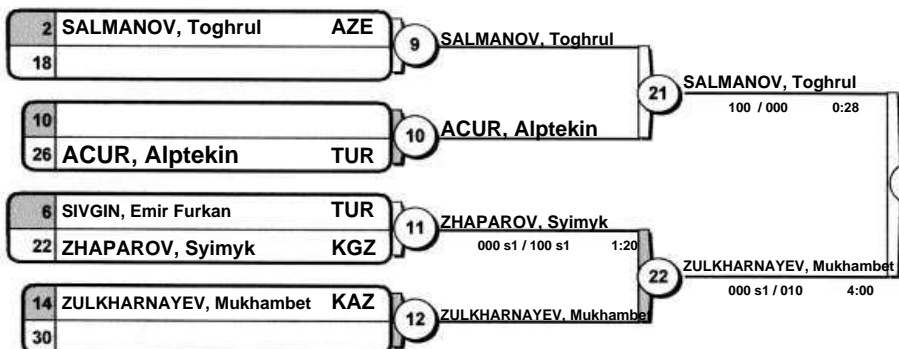 2 SALMANOV, Toghrul AZE
18
9 SALMANOV, Toghrul
10
26 ACUR, Alptekin TUR
10 ACUR, Alptekin
21 SALMANOV, Toghrul
100 / 000 0:28
6 SIVGIN, Emir Furkan TUR
22 ZHAPAROV, Syimyk KGZ
11 ZHAPAROV, Syimyk
000 s1 / 100 s1 1:20
14 ZULKHARNAYEV, Mukhambet KAZ
30
12 ZULKHARNAYEV, Mukhambet
22 ZULKHARNAYEV, Mukhambet
000 s1 / 010 4:00